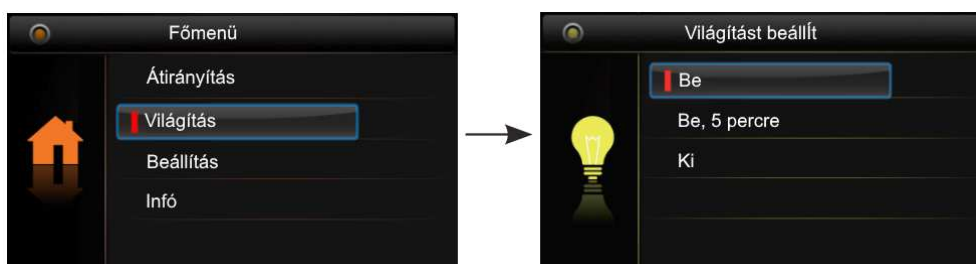 Főmenü
Átirányítás
Világítás
Beállítás
Infó
Világítást beállÍt
Be
Be, 5 percre
Ki